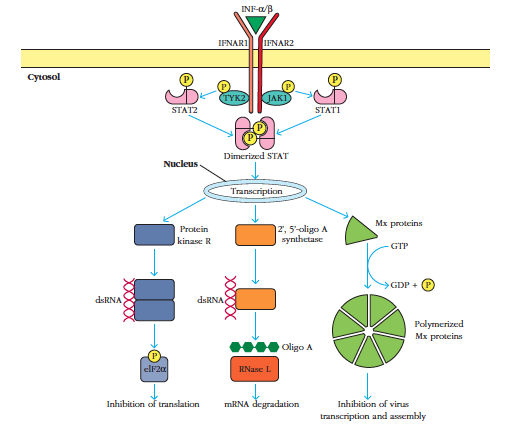 INF-α/β
IFNAR1
IFNAR2
Cytosol
P
P
P
P
TYK2
JAK1
STAT2
STAT1
P
P
Dimerized STAT
Nucleus
Transcription
Protein
kinase R
2', 5'-oligo A
synthetase
Mx proteins
GTP
GDP + P
dsRNA
dsRNA
Polymerized
Mx proteins
Oligo A
P
eIF2α
RNase L
Inhibition of translation
mRNA degradation
Inhibition of virus
transcription and assembly